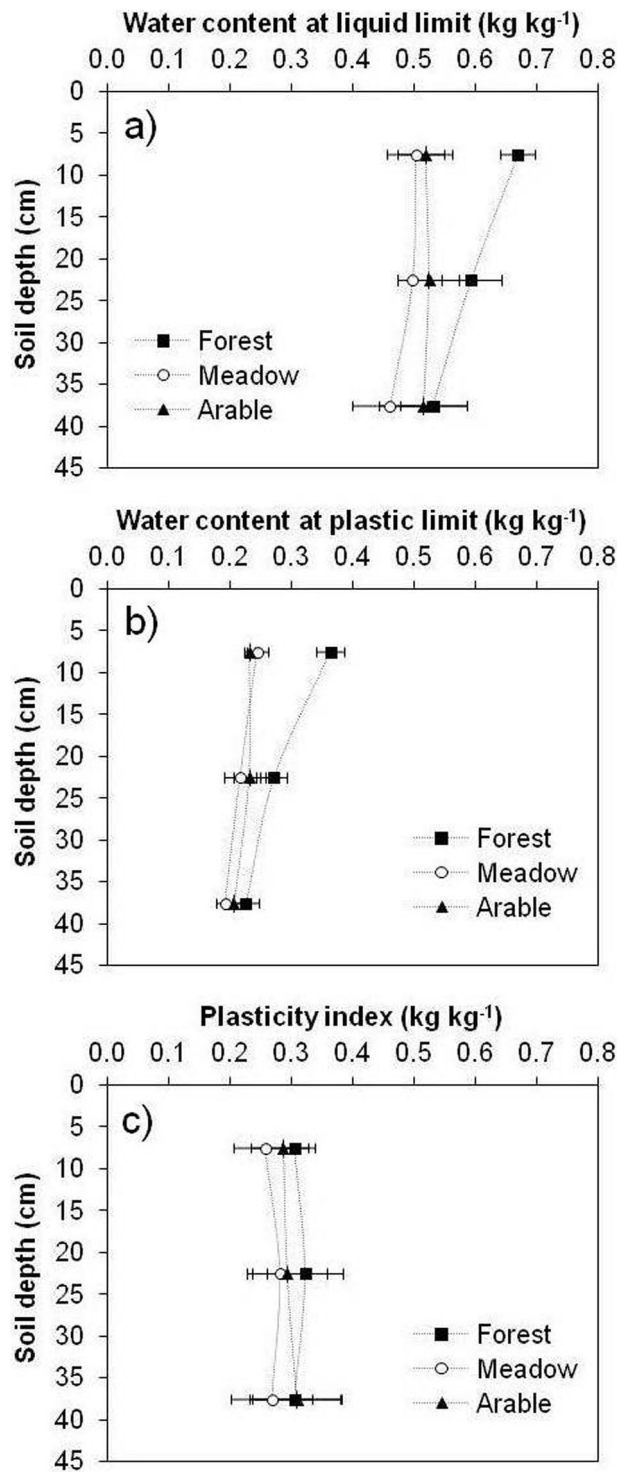 Water content at liquid limit (kg kg⁻¹)
0.0 0.1 0.2 0.3 0.4 0.5 0.6 0.7 0.8
0
5
10
15
20
25
30
35
40
45
Soil depth (cm)
a)
Forest
Meadow
Arable
Water content at plastic limit (kg kg⁻¹)
0.0 0.1 0.2 0.3 0.4 0.5 0.6 0.7 0.8
0
5
10
15
20
25
30
35
40
45
Soil depth (cm)
b)
Forest
Meadow
Arable
Plasticity index (kg kg⁻¹)
0.0 0.1 0.2 0.3 0.4 0.5 0.6 0.7 0.8
0
5
10
15
20
25
30
35
40
45
Soil depth (cm)
c)
Forest
Meadow
Arable